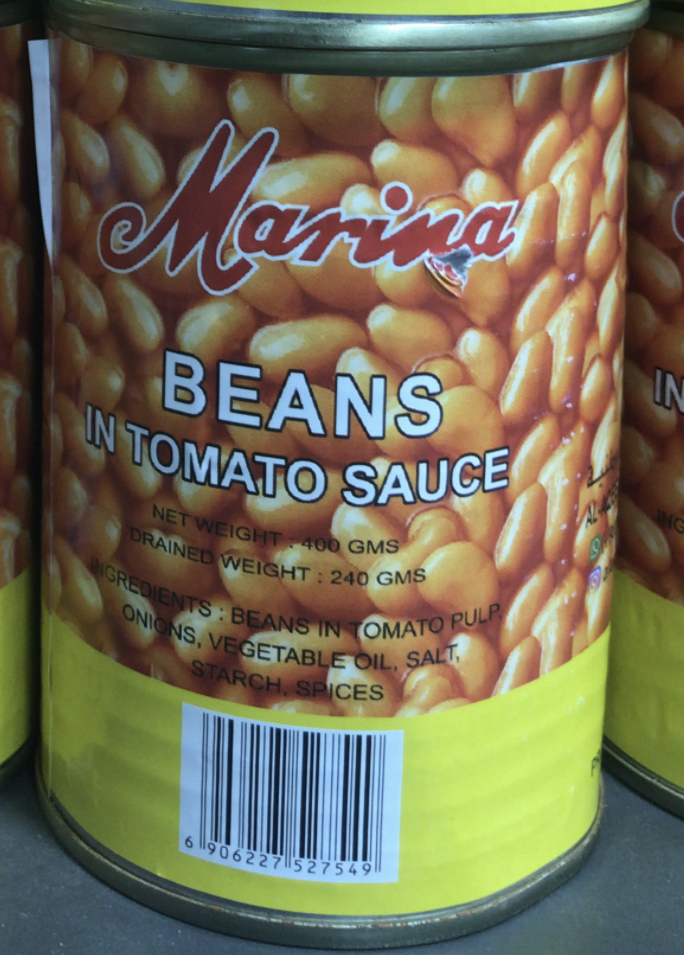 Marina
BEANS
IN TOMATO SAUCE
NET WEIGHT : 400 GMS
DRAINED WEIGHT : 240 GMS
INGREDIENTS : BEANS IN TOMATO PULP,
ONIONS, VEGETABLE OIL, SALT,
STARCH, SPICES
6 906227 527549
IN